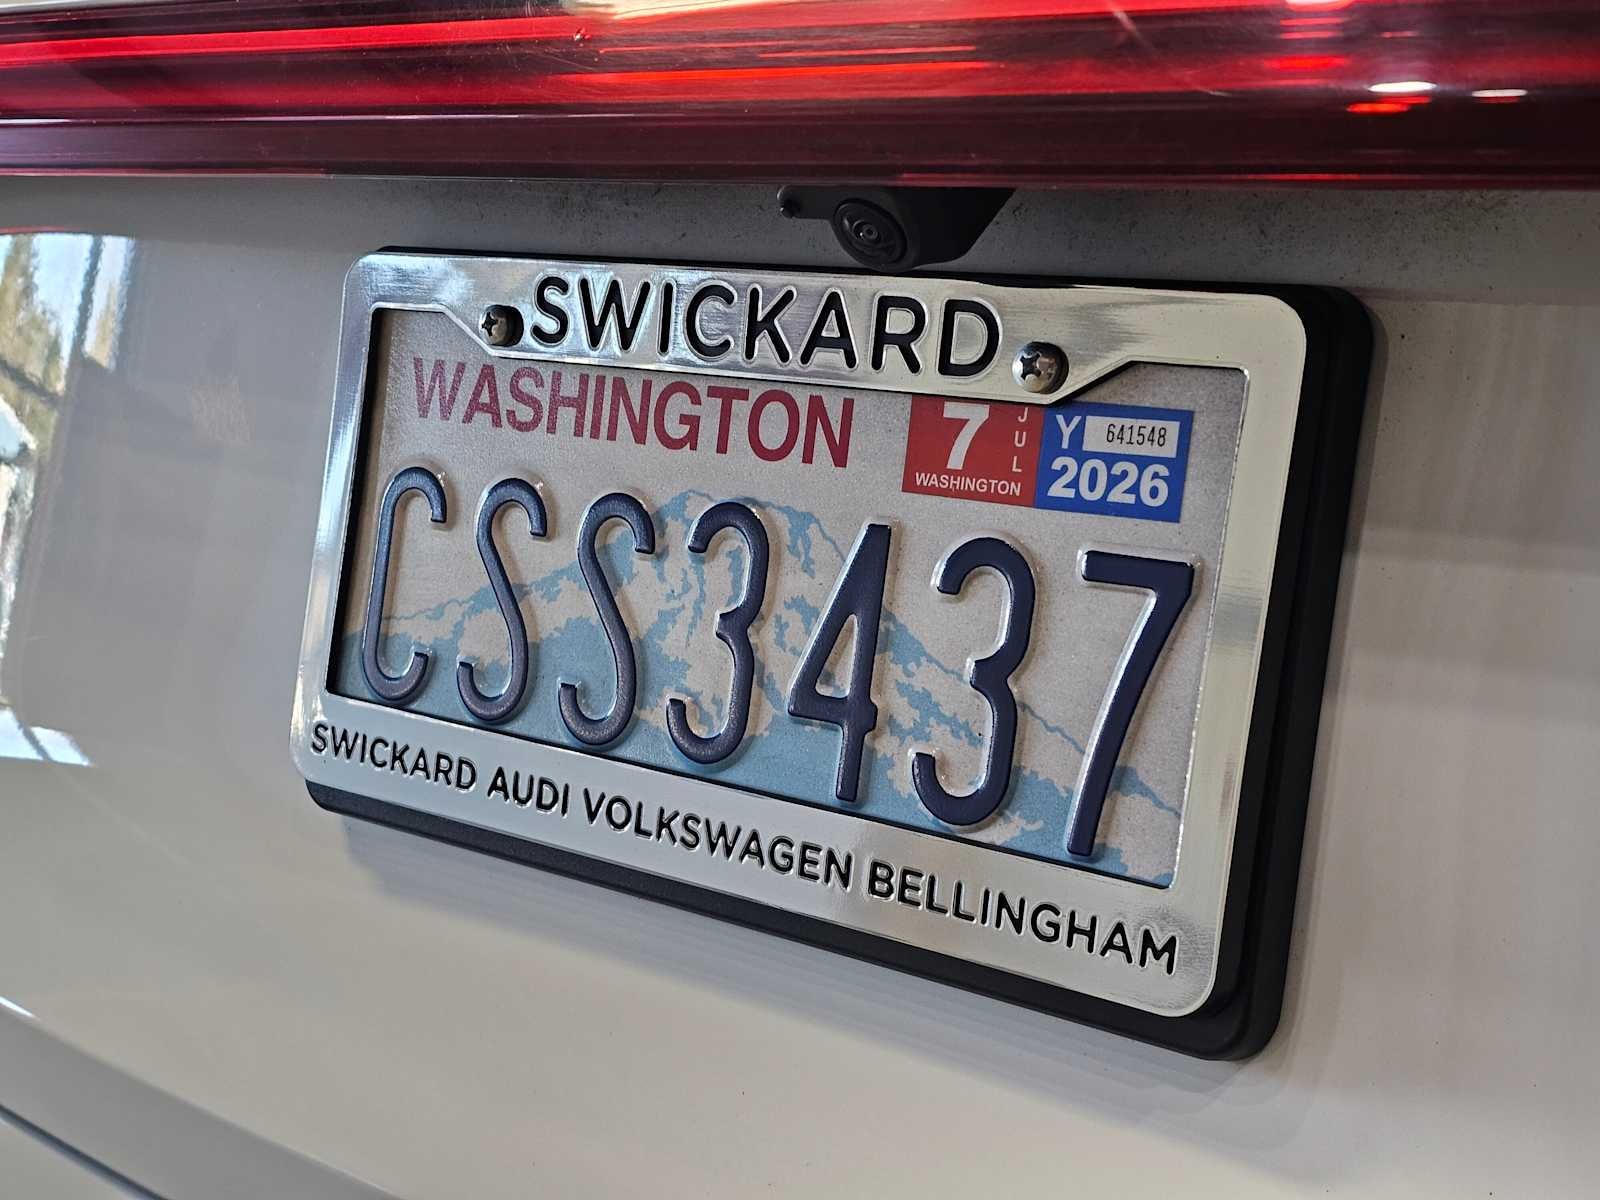 SWICKARD
WASHINGTON
7 JUL
WASHINGTON
Y 641548
2026
CSS3437
SWICKARD AUDI VOLKSWAGEN BELLINGHAM